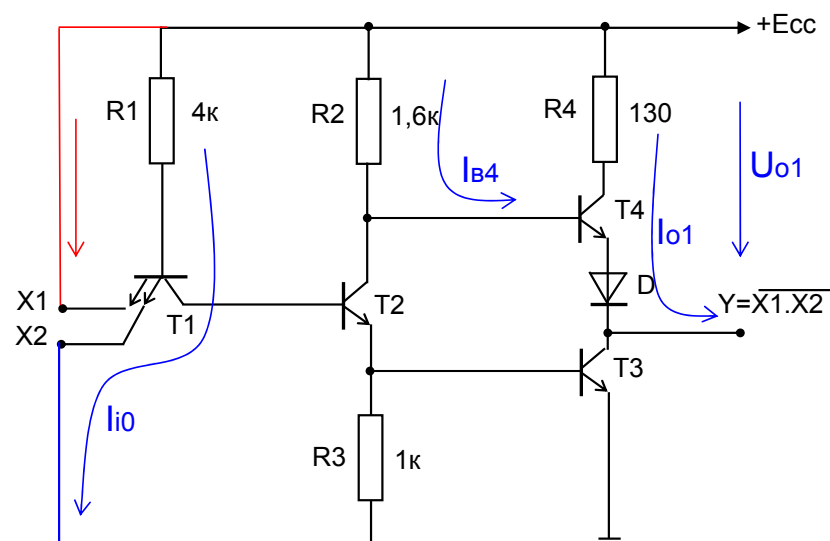 +Ecc
R1
4к
R2
1,6к
R4
130
Iв4
Uo1
T4
Io1
D
X1
T1
T2
Y=X1.X2
X2
T3
Ii0
R3
1к